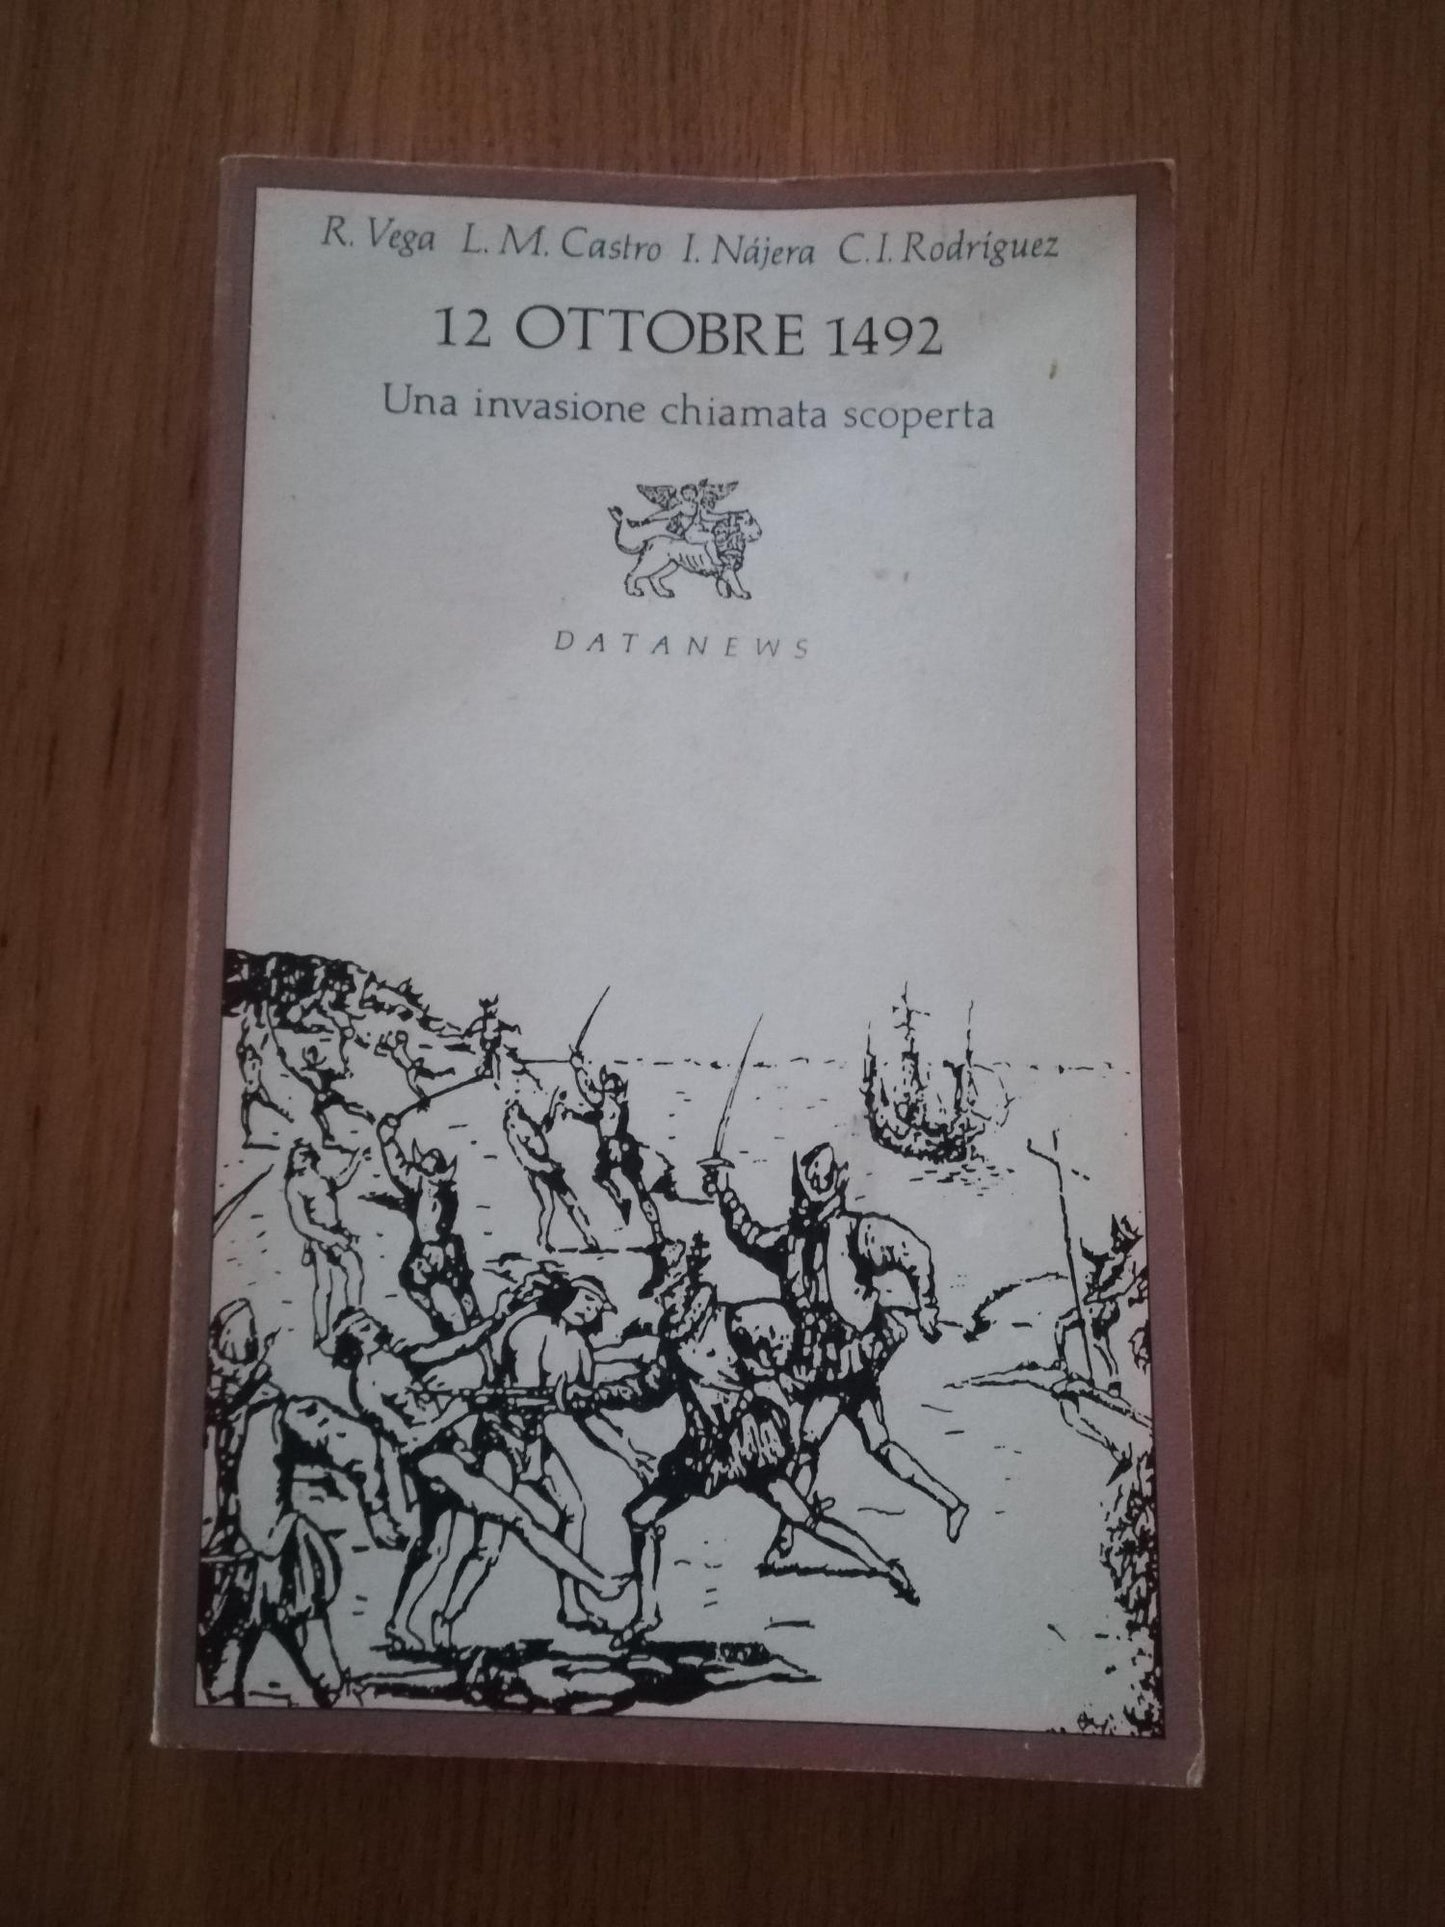 R. Vega L. M. Castro I. Nájera C. I. Rodríguez
12 OTTOBRE 1492
Una invasione chiamata scoperta
DATANEWS